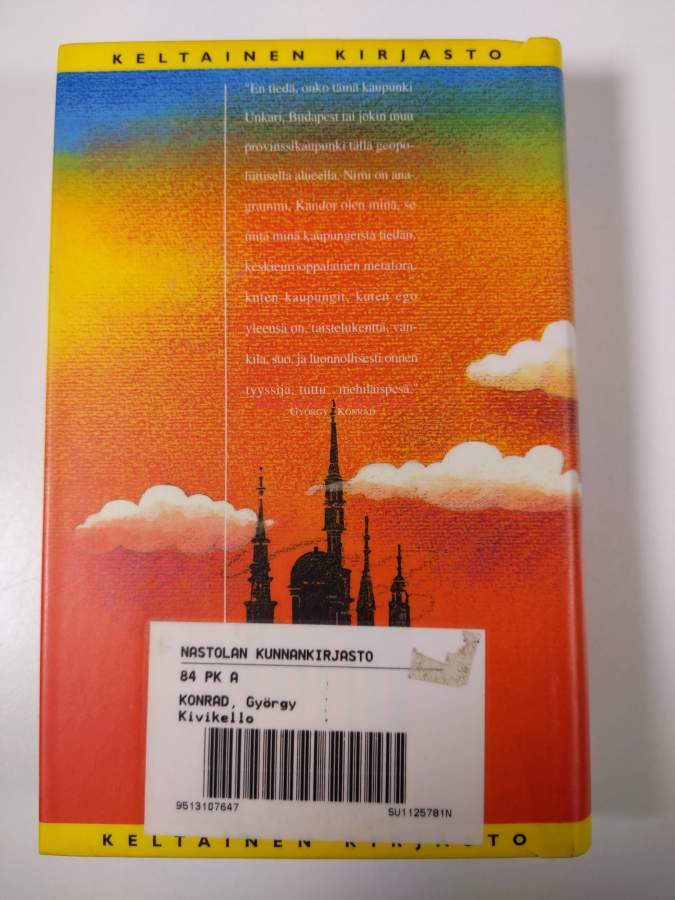 KELTAINEN KIRJASTO
"En tiedä, onko tämä kaupunki
Unkari, Budapest tai jokin muu
provinssikaupunki tällä geopo-
liittisella alueella. Nimi on ana-
grammi, Kandor olen minä, se
mitä minä kaupungeista tiedän,
keskieurooppalainen metafora,
kuten kaupungit, kuten ego
yleensä on, taistelukenttä, van-
kila, suo, ja luonnollisesti onnen
tyyssija, tuttu mehiläispesä."
GYÖRGY KONRAD
NASTOLAN KUNNANKIRJASTO
84 PK A
KONRAD, György
Kivikello
9513107647
SU1125781N
KELTAINEN KIRJASTO